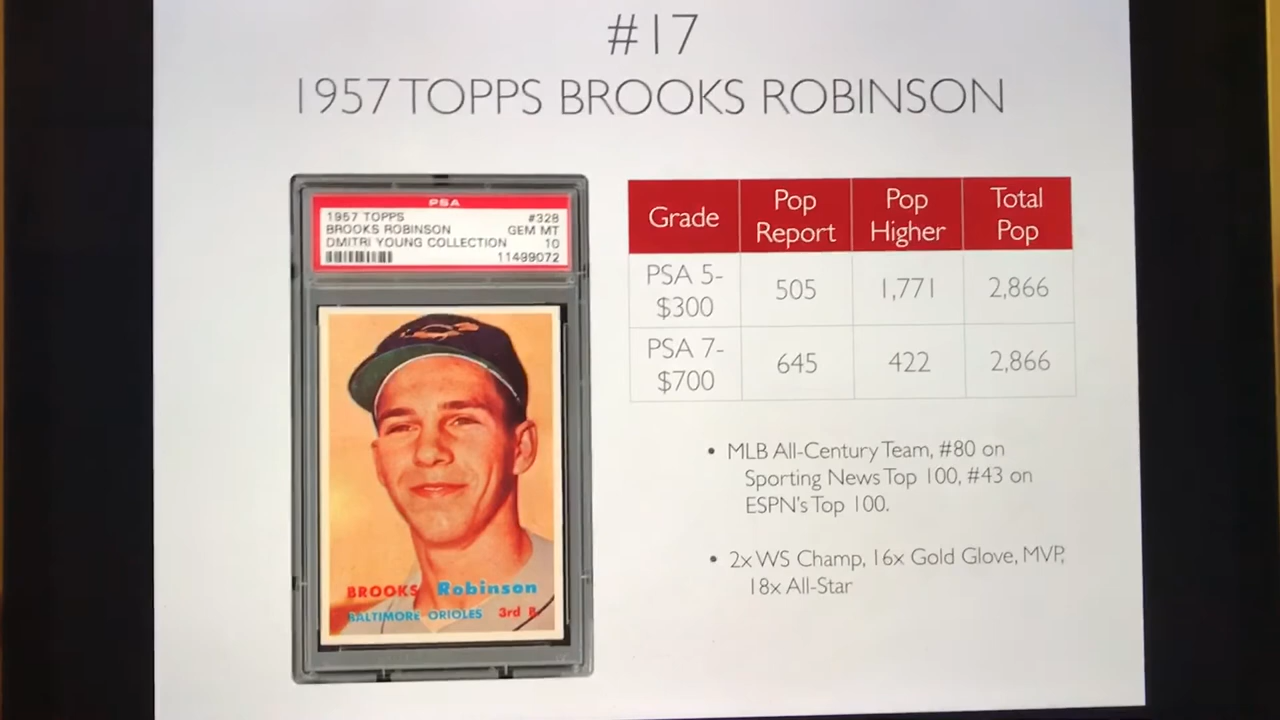 #17
1957 TOPPS BROOKS ROBINSON
PSA
1957 TOPPS #328
BROOKS ROBINSON GEM MT
DMITRI YOUNG COLLECTION 10
11499072
BROOKS Robinson
BALTIMORE ORIOLES 3rd B
Grade Pop Report Pop Higher Total Pop
PSA 5-$300 505 1,771 2,866
PSA 7-$700 645 422 2,866
• MLB All-Century Team, #80 on
Sporting News Top 100, #43 on
ESPN's Top 100.
• 2x WS Champ, 16x Gold Glove, MVP,
18x All-Star